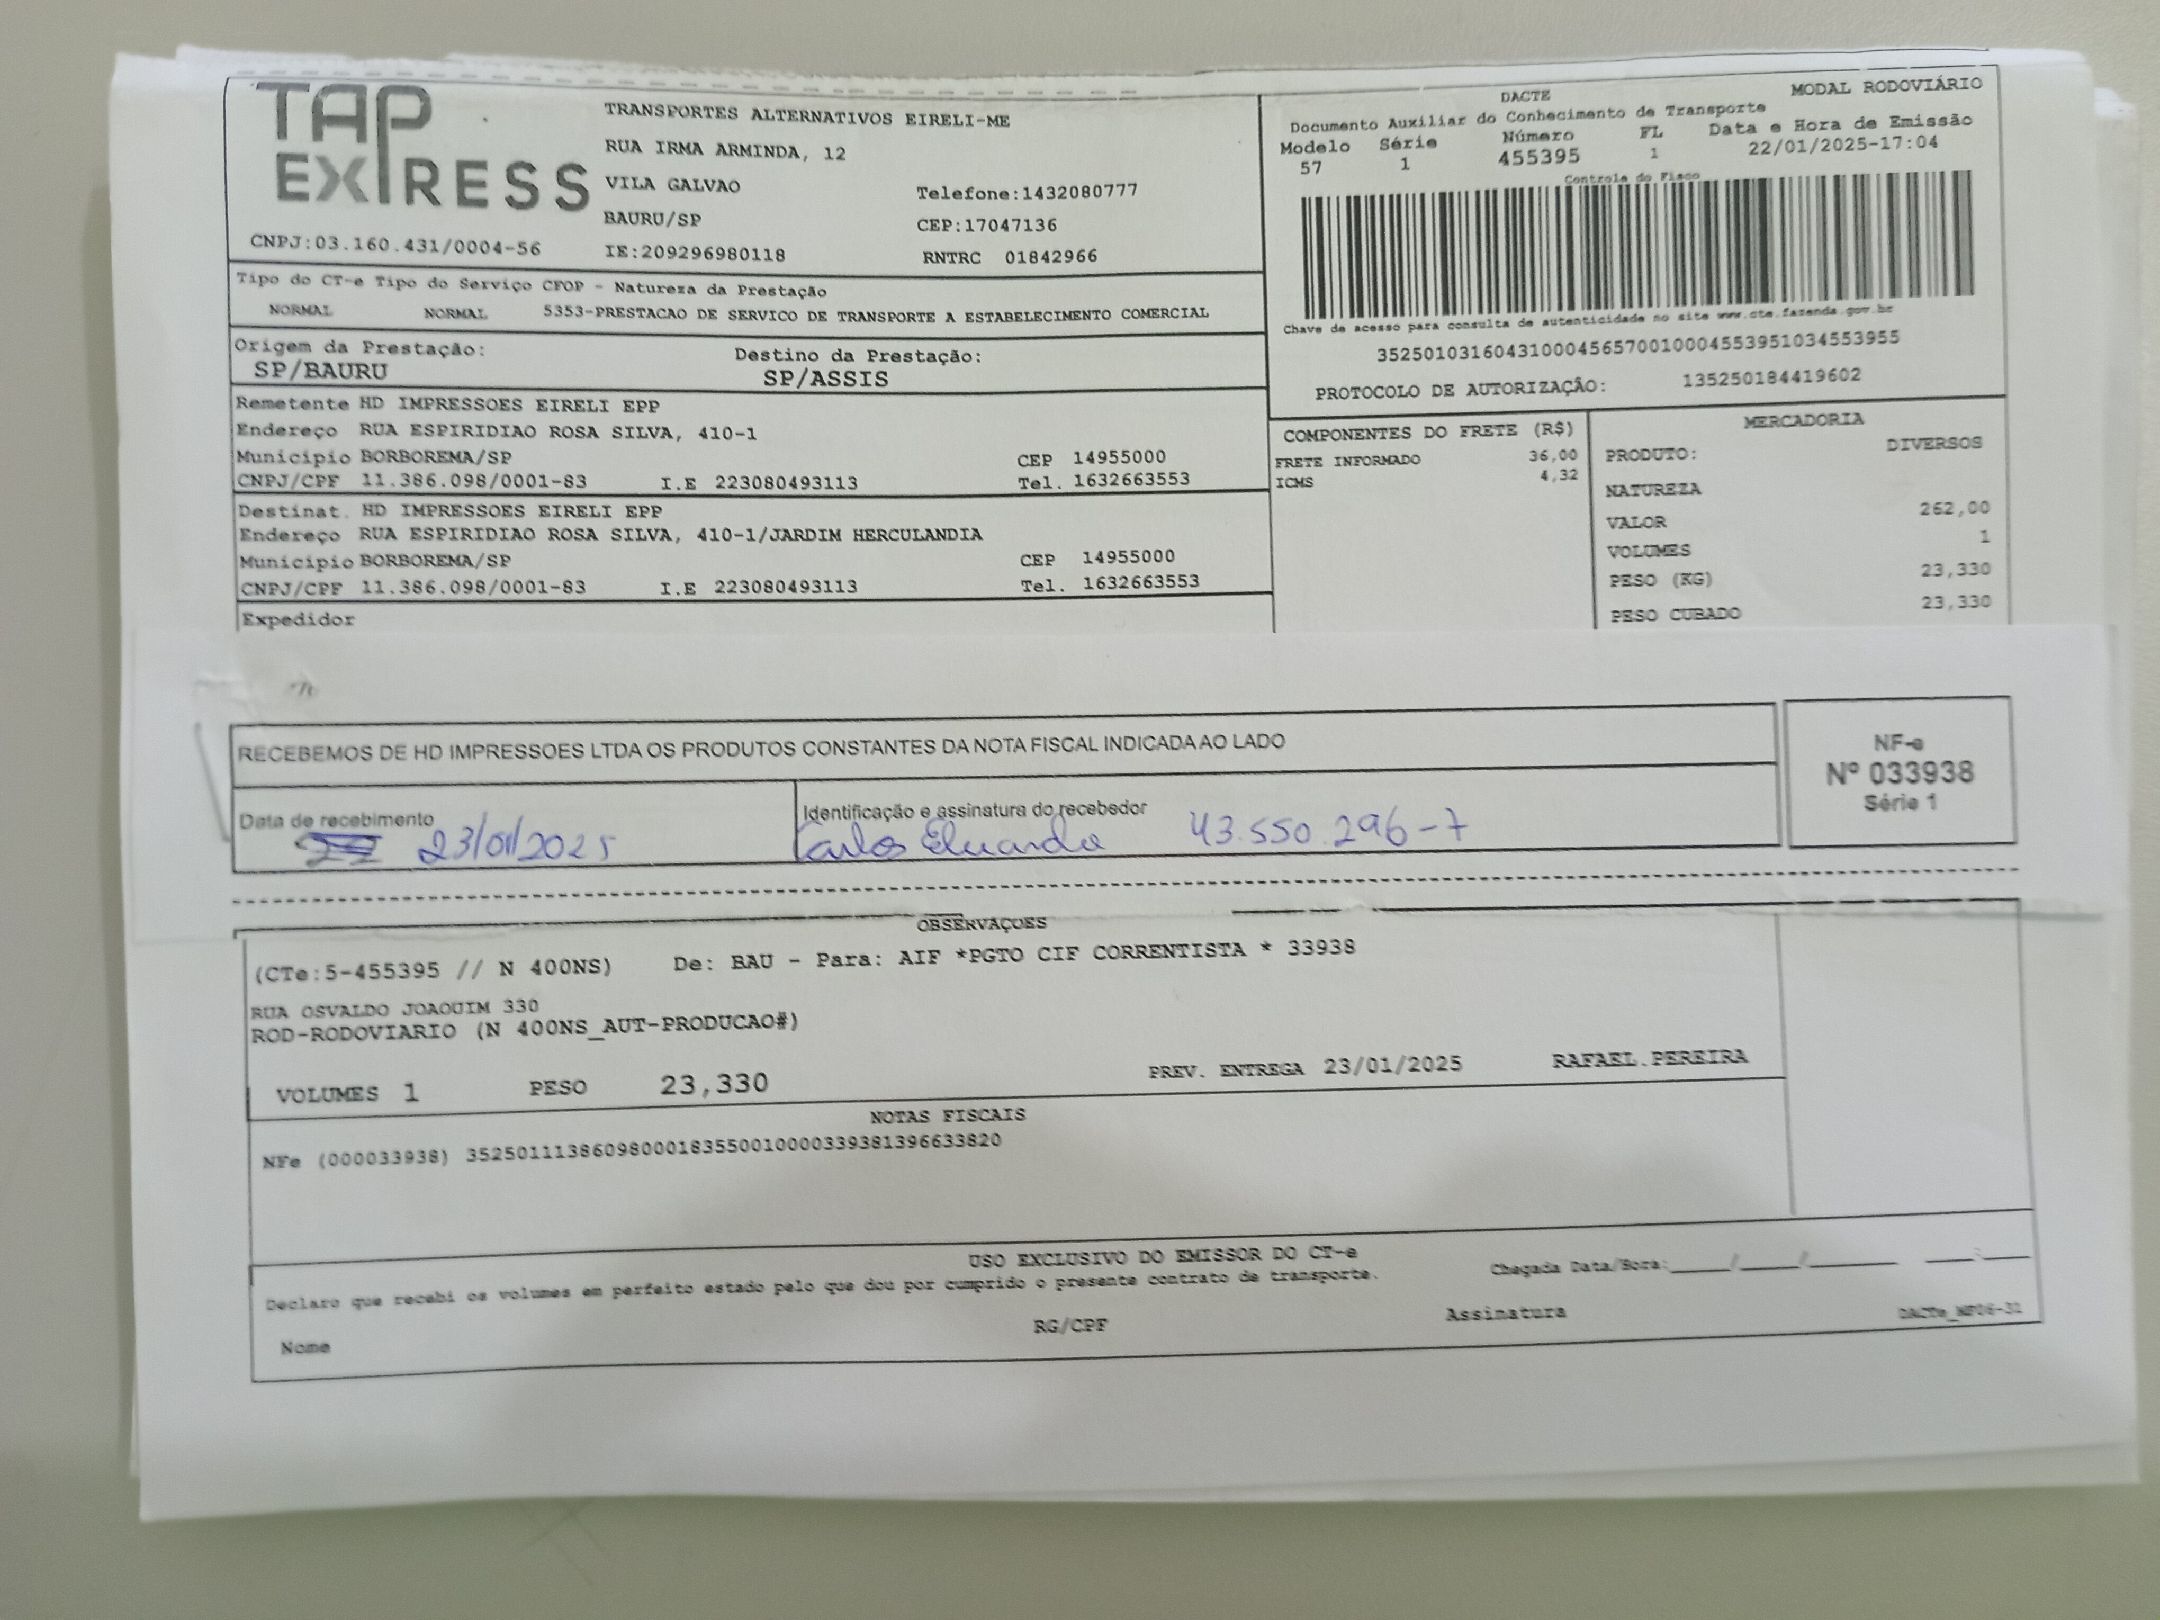 TAP EXPRESS
TRANSPORTES ALTERNATIVOS EIRELI-ME
RUA IRMA ARMINDA, 12
VILA GALVAO
Telefone:1432080777
BAURU/SP
CEP:17047136
CNPJ:03.160.431/0004-56
IE:209296980118
RNTRC 01842966
DACTE
MODAL RODOVIÁRIO
Documento Auxiliar do Conhecimento de Transporte
Modelo Série Número FL Data e Hora de Emissão
57 1 455395 1 22/01/2025-17:04
Controle do Fisco
Chave de acesso para consulta de autenticidade no site www.cte.fazenda.gov.br
35250103160431000456570010004553951034553955
PROTOCOLO DE AUTORIZAÇÂO: 135250184419602
Tipo do CT-e Tipo do Serviço CFOP - Natureza da Prestação
NORMAL NORMAL 5353-PRESTACAO DE SERVICO DE TRANSPORTE A ESTABELECIMENTO COMERCIAL
Origem da Prestação: Destino da Prestação:
SP/BAURU SP/ASSIS
Remetente HD IMPRESSOES EIRELI EPP
Endereço RUA ESPIRIDIAO ROSA SILVA, 410-1
Municipio BORBOREMA/SP CEP 14955000
CNPJ/CPF 11.386.098/0001-83 I.E 223080493113 Tel. 1632663553
Destinat. HD IMPRESSOES EIRELI EPP
Endereço RUA ESPIRIDIAO ROSA SILVA, 410-1/JARDIM HERCULANDIA
Municipio BORBOREMA/SP CEP 14955000
CNPJ/CPF 11.386.098/0001-83 I.E 223080493113 Tel. 1632663553
Expedidor
COMPONENTES DO FRETE (R$)
FRETE INFORMADO 36,00
ICMS 4,32
MERCADORIA
PRODUTO: DIVERSOS
NATUREZA
VALOR 262,00
VOLUMES 1
PESO (KG) 23,330
PESO CUBADO 23,330
RECEBEMOS DE HD IMPRESSOES LTDA OS PRODUTOS CONSTANTES DA NOTA FISCAL INDICADA AO LADO
NF-e
Nº 033938
Série 1
Data de recebimento
23/01/2025
Identificação e assinatura do recebedor
Carlos Eduardo 43.550.296-7
OBSERVAÇOES
(CTe:5-455395 // N 400NS) De: BAU - Para: AIF *PGTO CIF CORRENTISTA * 33938
RUA OSVALDO JOAQUIM 330
ROD-RODOVIARIO (N 400NS_AUT-PRODUCAO#)
VOLUMES 1 PESO 23,330 PREV. ENTREGA 23/01/2025 RAFAEL.PEREIRA
NOTAS FISCAIS
NFe (000033938) 35250111386098000183550010000339381396633820
USO EXCLUSIVO DO EMISSOR DO CT-e
Declaro que recebi os volumes em perfeito estado pelo que dou por cumprido o presente contrato de transporte.
Chegada Data/Hora:_____/_____/_______ ____:____
Nome RG/CPF Assinatura